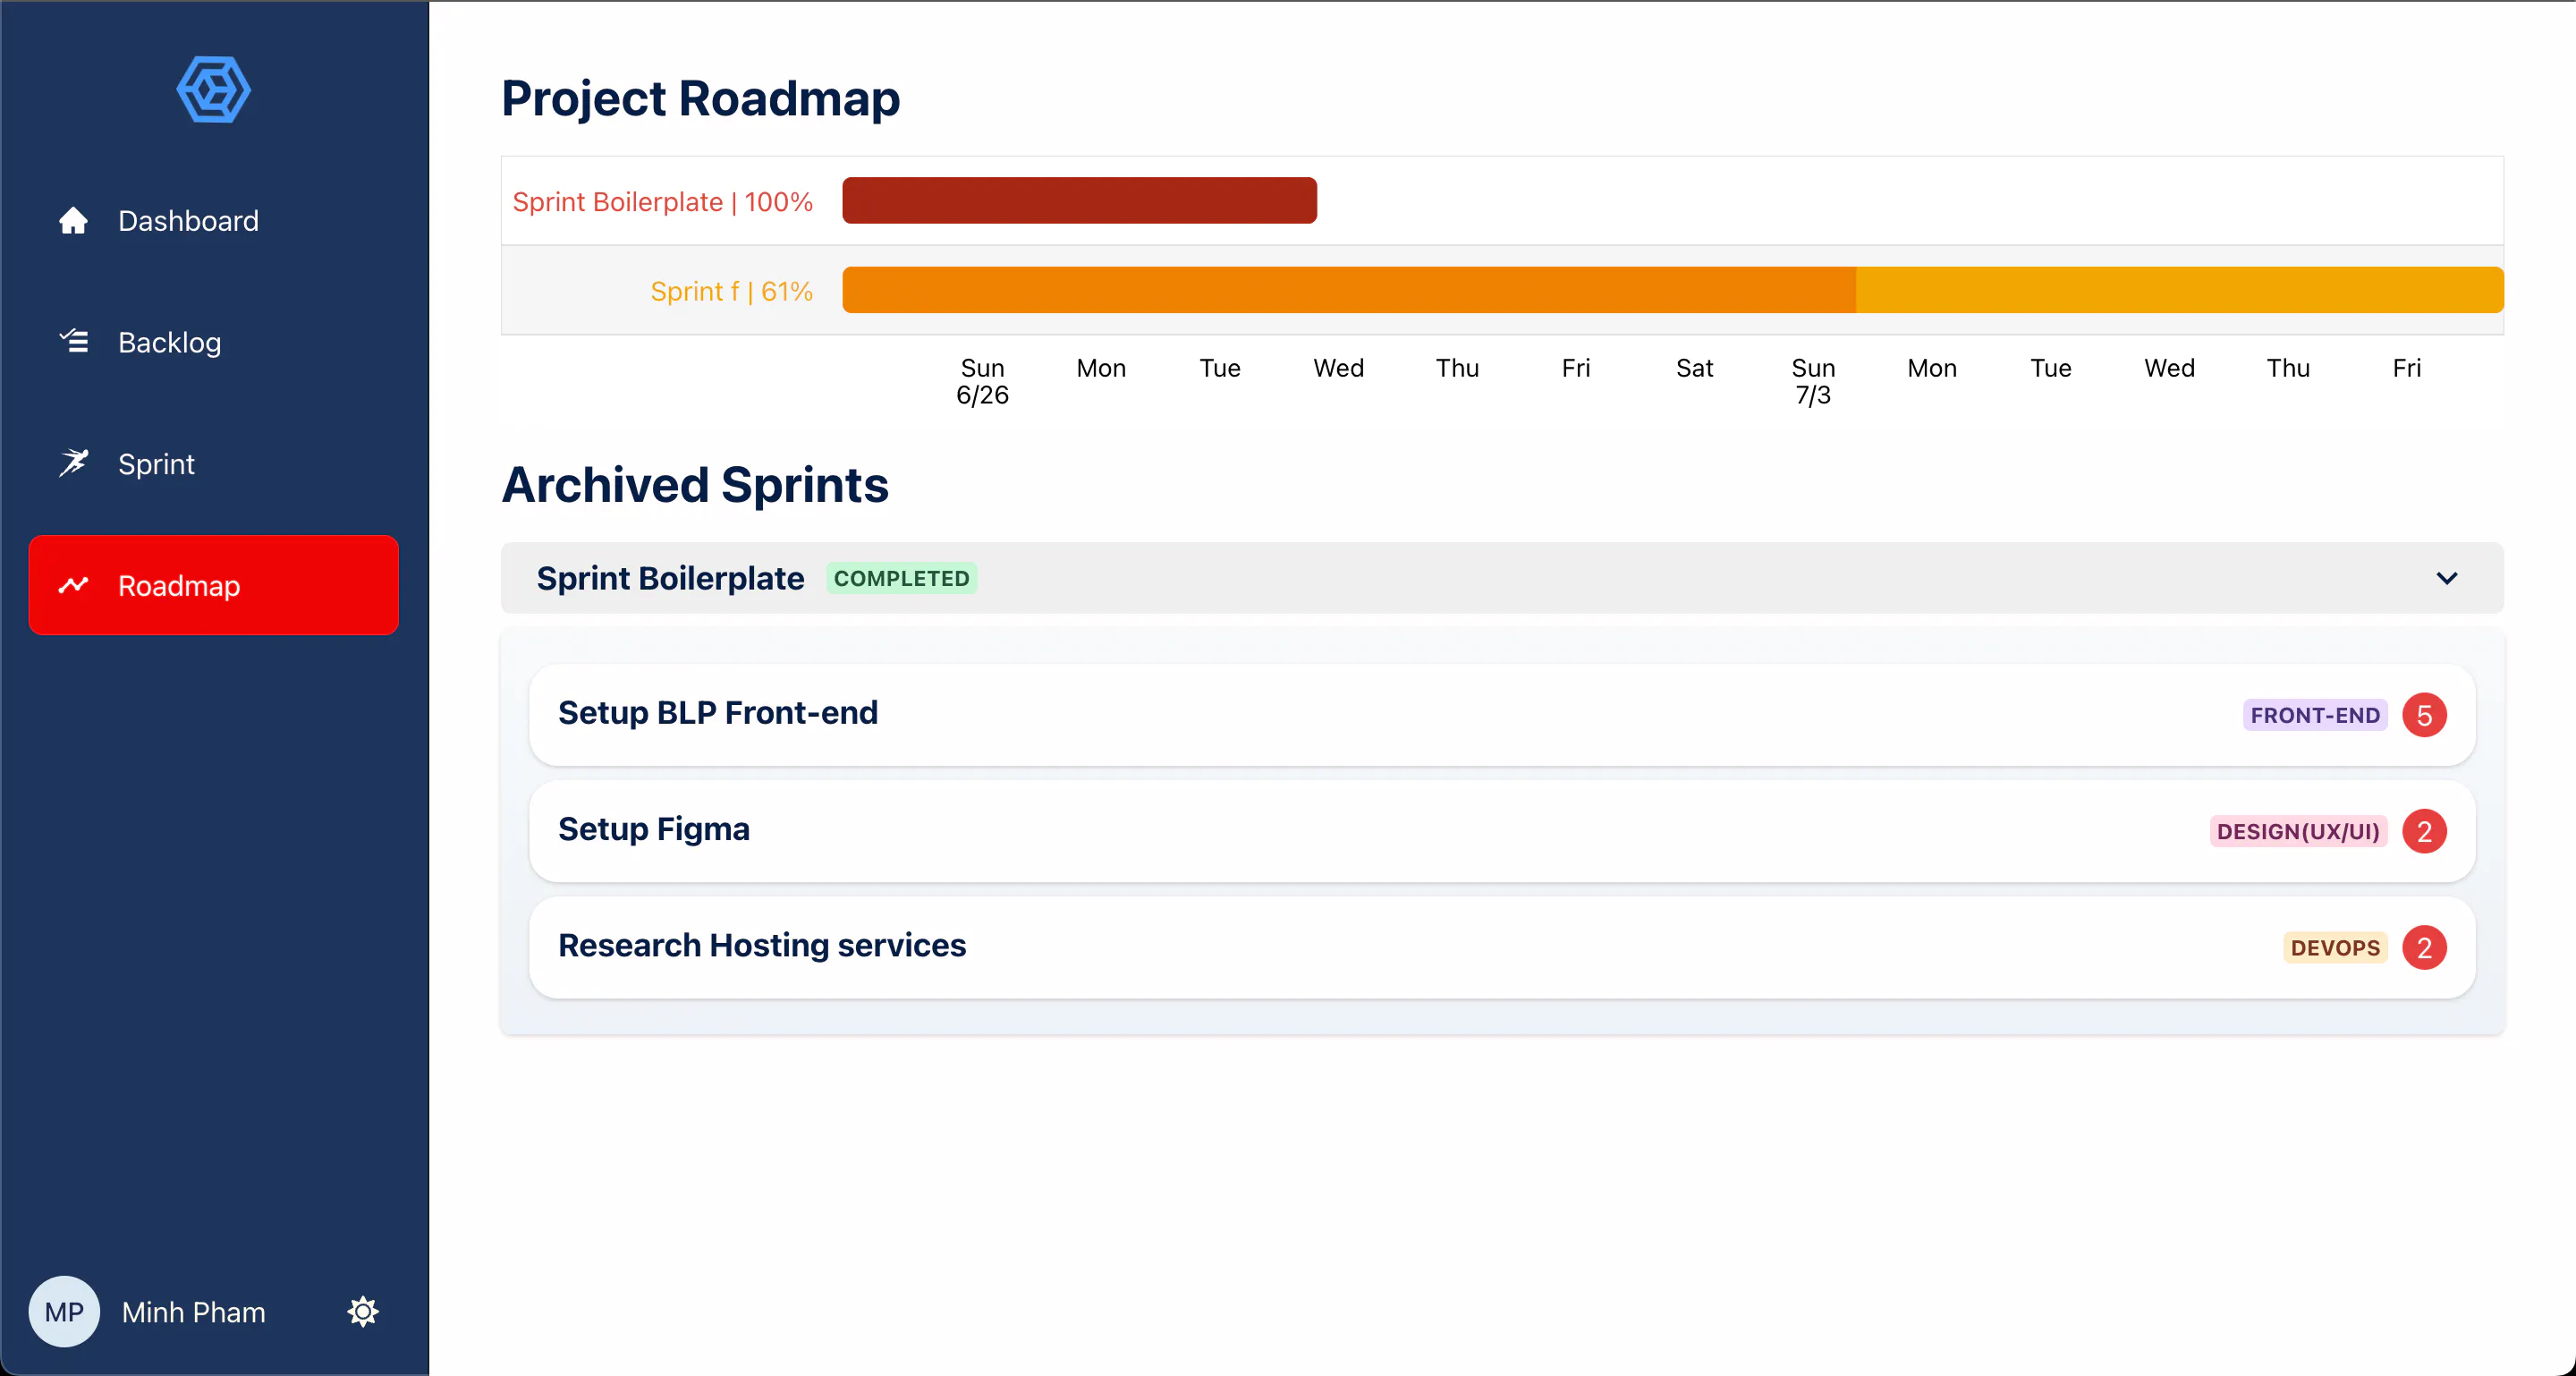 Dashboard
Backlog
Sprint
Roadmap
MP Minh Pham
Project Roadmap
Sprint Boilerplate | 100%
Sprint f | 61%
Sun Mon Tue Wed Thu Fri Sat Sun Mon Tue Wed Thu Fri
6/26 7/3
Archived Sprints
Sprint Boilerplate COMPLETED
Setup BLP Front-end FRONT-END 5
Setup Figma DESIGN(UX/UI) 2
Research Hosting services DEVOPS 2